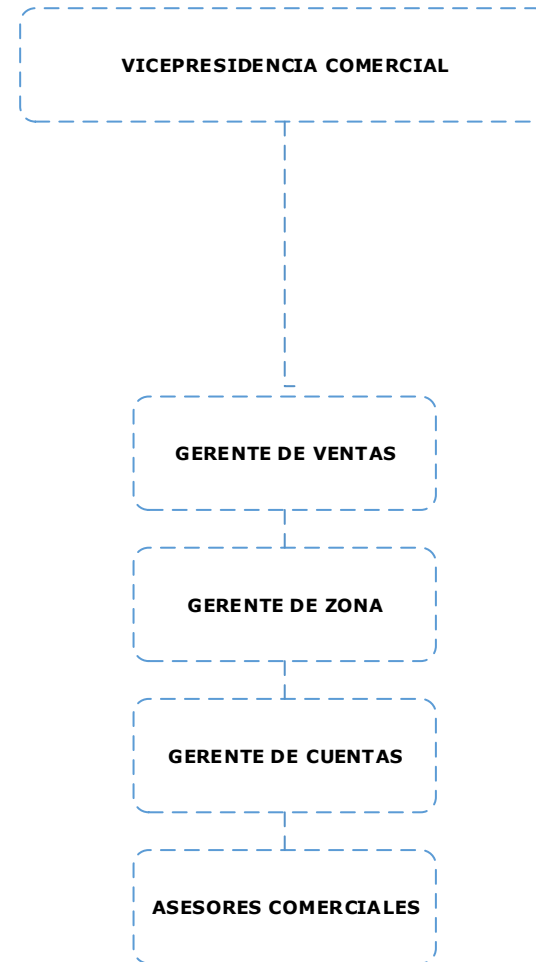 VICEPRESIDENCIA COMERCIAL
GERENTE DE VENTAS
GERENTE DE ZONA
GERENTE DE CUENTAS
ASESORES COMERCIALES